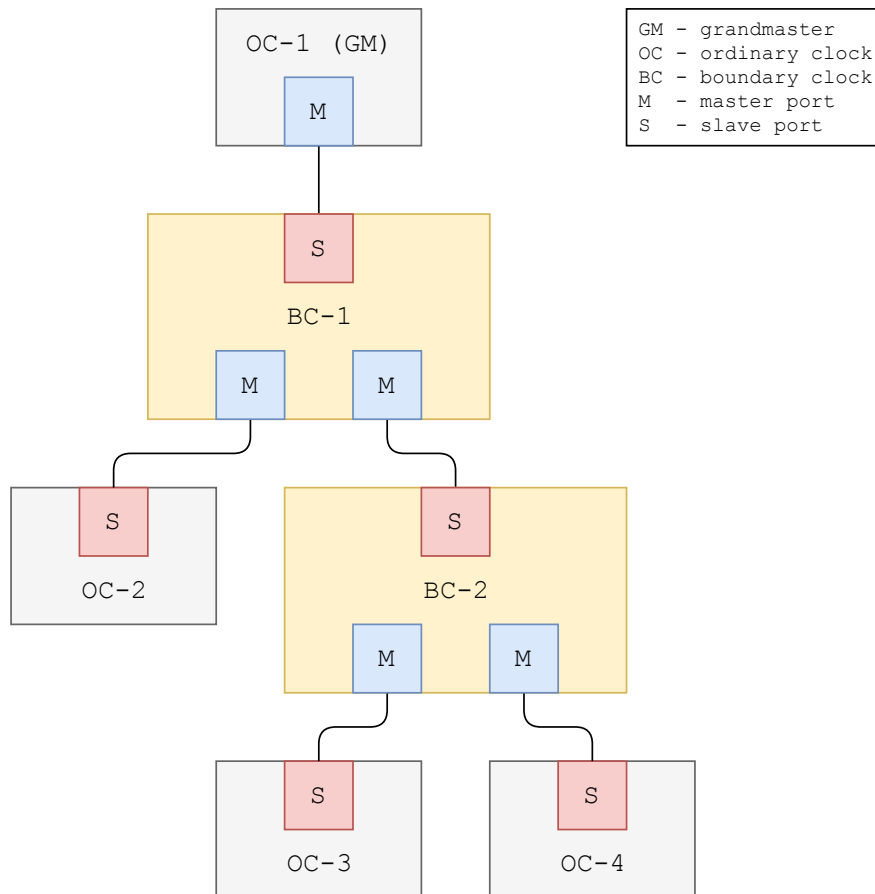 OC-1 (GM)
M
GM - grandmaster
OC - ordinary clock
BC - boundary clock
M  - master port
S  - slave port
S
BC-1
M
M
S
OC-2
S
BC-2
M
M
S
OC-3
S
OC-4